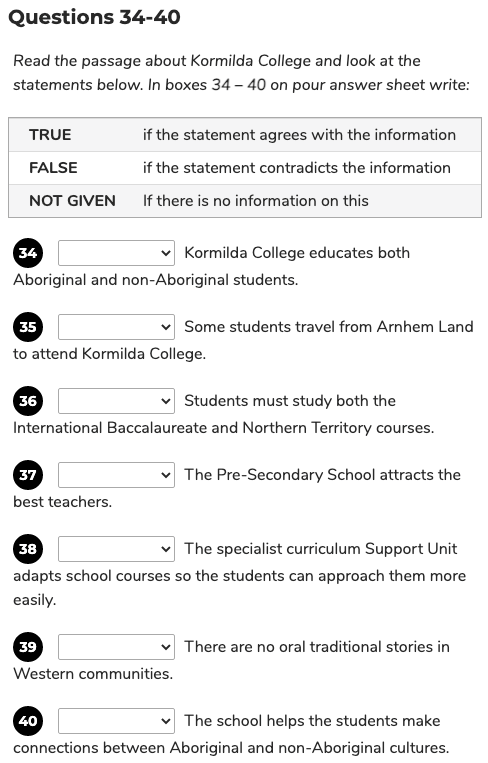 Questions 34-40
Read the passage about Kormilda College and look at the
statements below. In boxes 34 – 40 on pour answer sheet write:
TRUE if the statement agrees with the information
FALSE if the statement contradicts the information
NOT GIVEN If there is no information on this
34 Kormilda College educates both
Aboriginal and non-Aboriginal students.
35 Some students travel from Arnhem Land
to attend Kormilda College.
36 Students must study both the
International Baccalaureate and Northern Territory courses.
37 The Pre-Secondary School attracts the
best teachers.
38 The specialist curriculum Support Unit
adapts school courses so the students can approach them more
easily.
39 There are no oral traditional stories in
Western communities.
40 The school helps the students make
connections between Aboriginal and non-Aboriginal cultures.